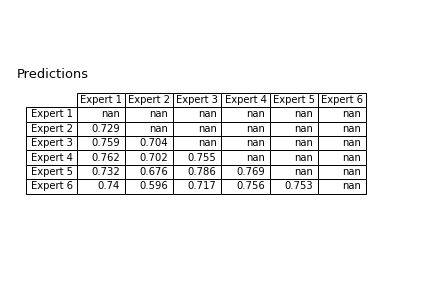 Predictions
Expert 1 Expert 2 Expert 3 Expert 4 Expert 5 Expert 6
Expert 1 nan nan nan nan nan nan
Expert 2 0.729 nan nan nan nan nan
Expert 3 0.759 0.704 nan nan nan nan
Expert 4 0.762 0.702 0.755 nan nan nan
Expert 5 0.732 0.676 0.786 0.769 nan nan
Expert 6 0.74 0.596 0.717 0.756 0.753 nan